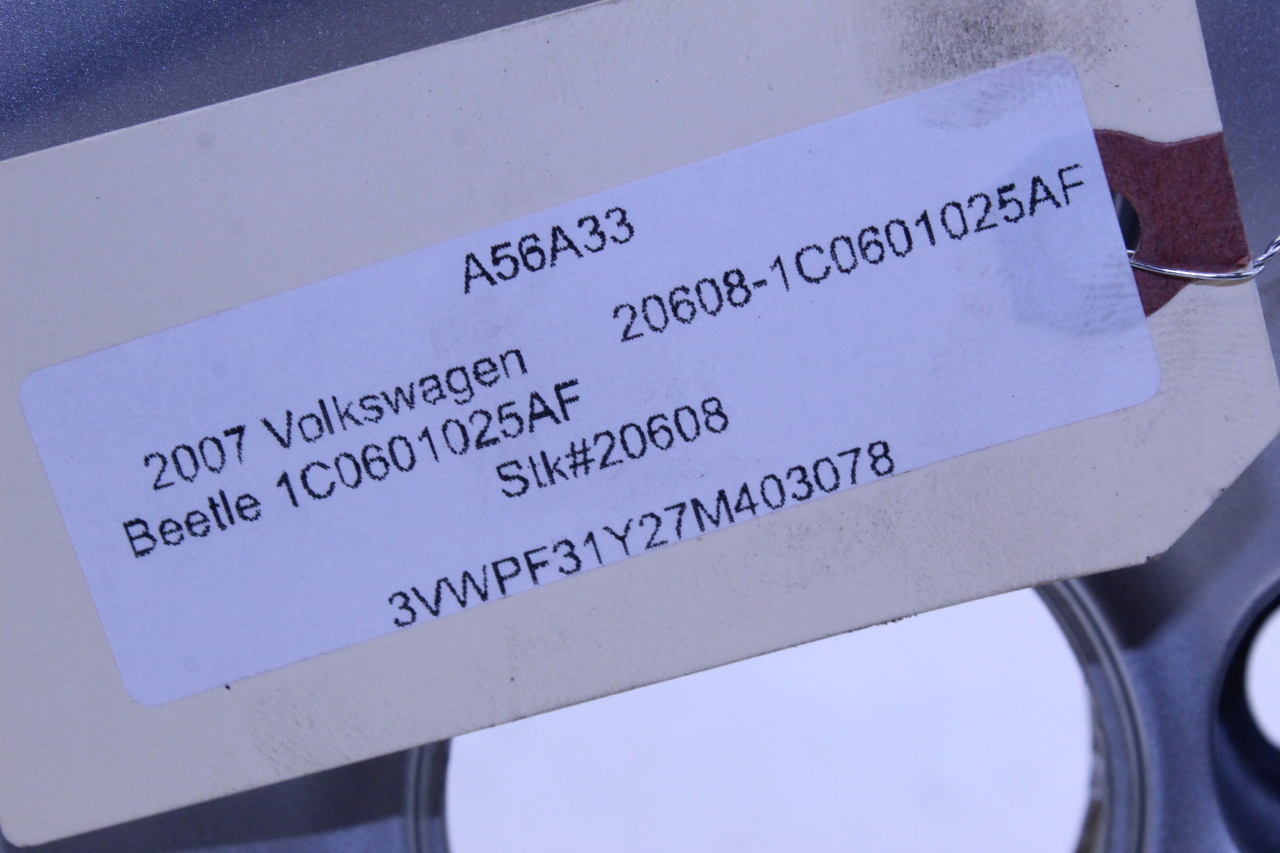 A56A33
20608-1C0601025AF
2007 Volkswagen
Beetle 1C0601025AF
Stk#20608
3VWPF31Y27M403078